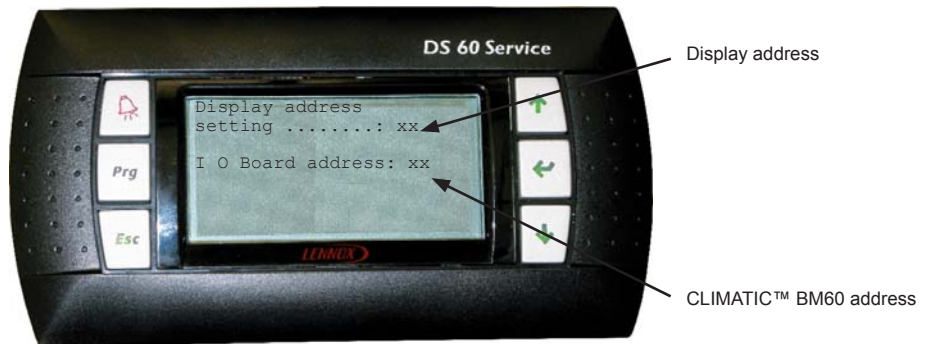 DS 60 Service
Display address
Display address
setting ........: xx
I O Board address: xx
Prg
Esc
LENNOX
CLIMATIC™ BM60 address